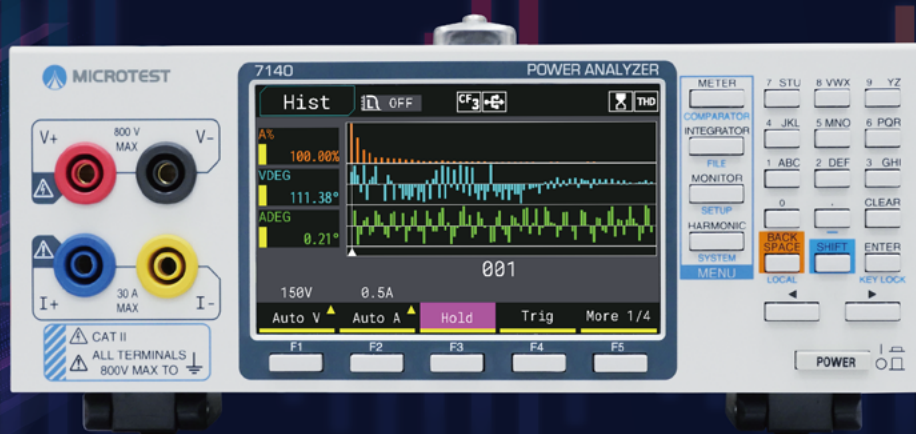 MICROTEST
7140 POWER ANALYZER
Hist OFF CF3 THD
A%
100.00%
VDEG
111.38°
ADEG
0.21°
001
150V 0.5A
Auto V Auto A Hold Trig More 1/4
F1 F2 F3 F4 F5
V+ 800 V MAX V-
I+ 30 A MAX I-
CAT II
ALL TERMINALS
800V MAX TO
METER
COMPARATOR
INTEGRATOR
FILE
MONITOR
SETUP
HARMONIC
SYSTEM
MENU
7 STU 8 VWX 9 YZ
4 JKL 5 MNO 6 PQR
1 ABC 2 DEF 3 GHI
0 . CLEAR
BACK SPACE SHIFT ENTER
LOCAL KEY LOCK
POWER